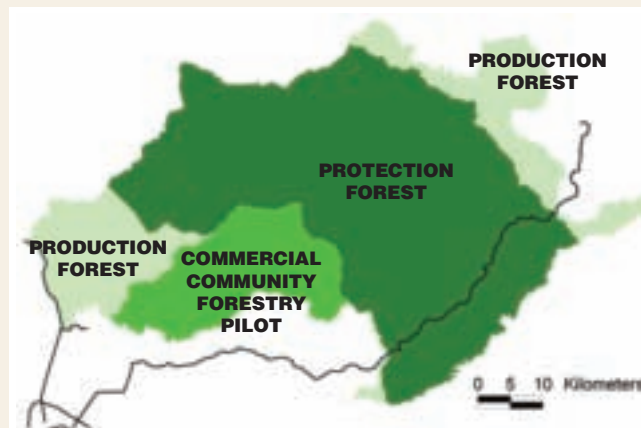 PRODUCTION
FOREST
PROTECTION
FOREST
PRODUCTION
FOREST
COMMERCIAL
COMMUNITY
FORESTRY
PILOT
0 5 10 Kilometers